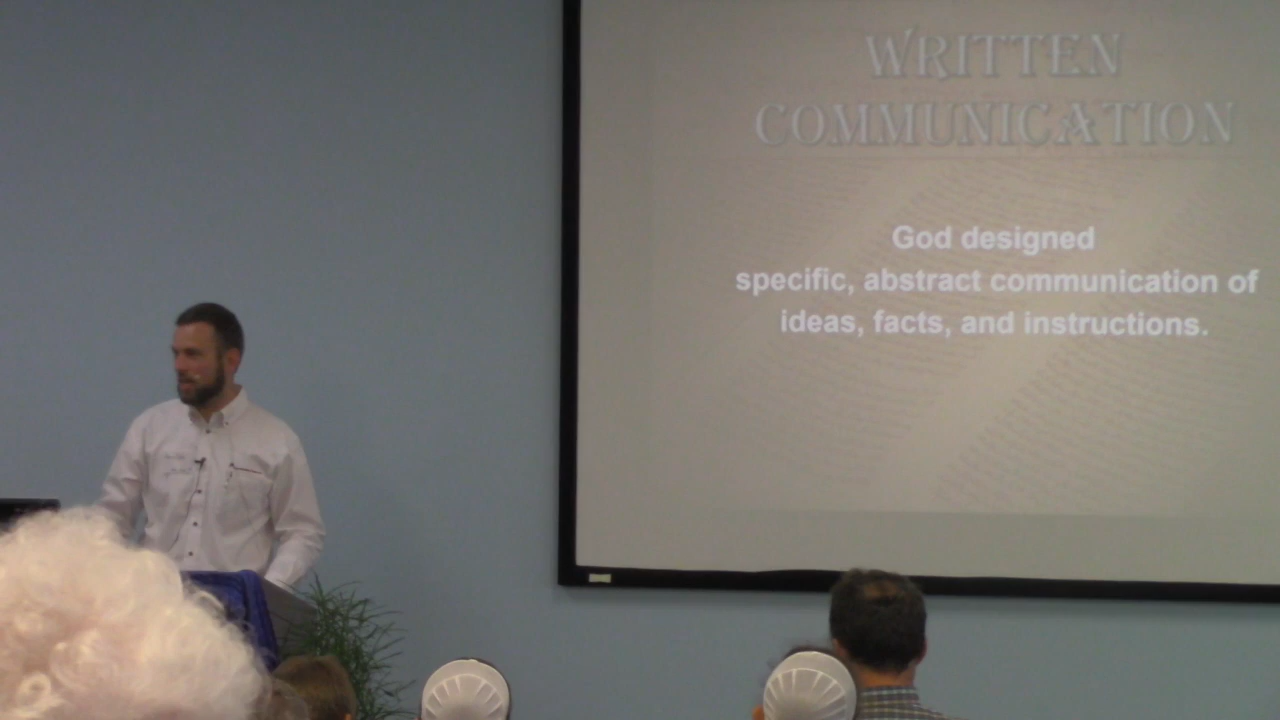 WRITTEN
COMMUNICATION
God designed
specific, abstract communication of
ideas, facts, and instructions.